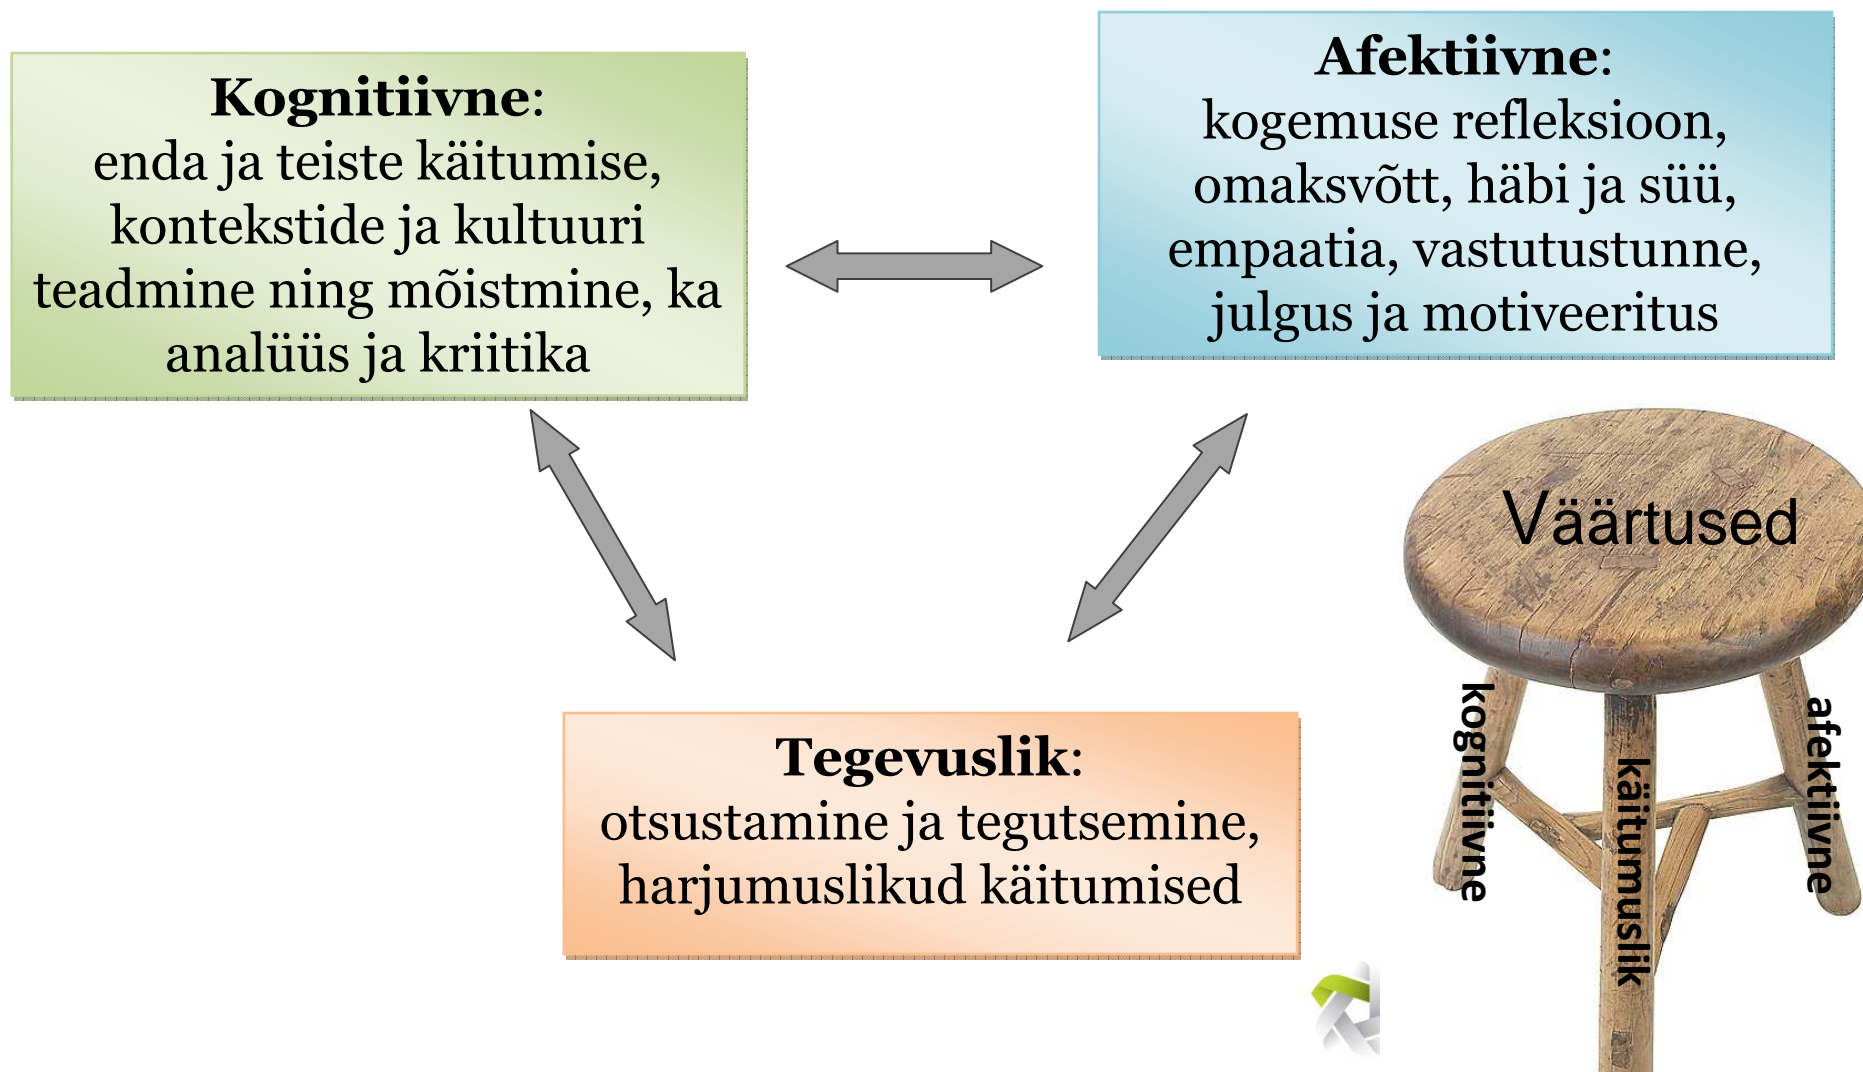 Kognitiivne:
enda ja teiste käitumise,
kontekstide ja kultuuri
teadmine ning mõistmine, ka
analüüs ja kriitika
Afektiivne:
kogemuse refleksioon,
omaksvõtt, häbi ja süü,
empaatia, vastutustunne,
julgus ja motiveeritus
Tegevuslik:
otsustamine ja tegutsemine,
harjumuslikud käitumised
Väärtused
kognitiivne
käitumuslik
afektiivne